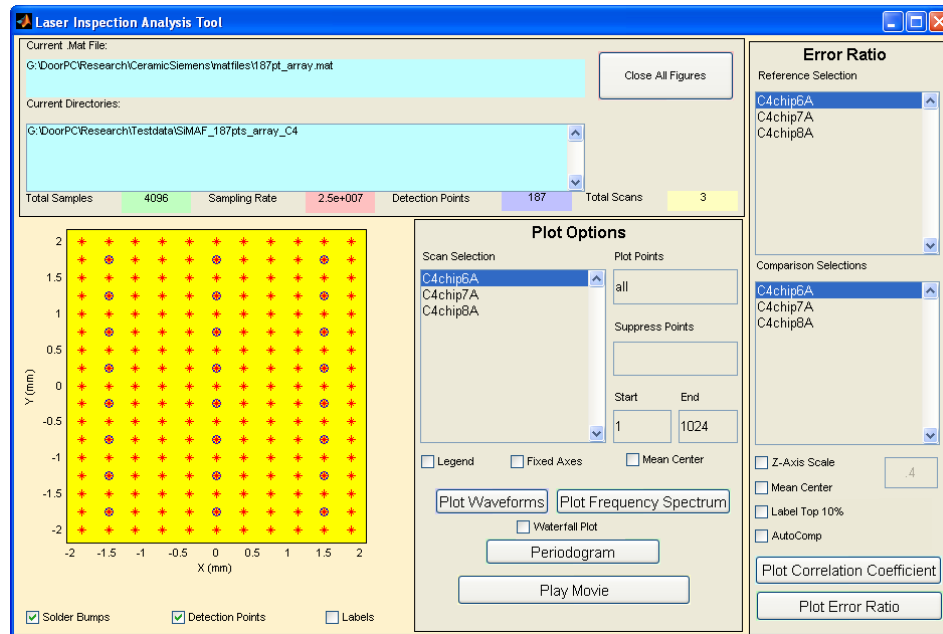 Laser Inspection Analysis Tool
Current .Mat File:
G:\DoorPC\Research\CeramicSiemens\matfiles\187pt_array.mat
Close All Figures
Current Directories:
G:\DoorPC\Research\Testdata\SiMAF_187pts_array_C4
Total Samples 4096 Sampling Rate 2.5e+007 Detection Points 187 Total Scans 3
2
1.5
1
0.5
0
-0.5
-1
-1.5
-2
Y (mm)
-2 -1.5 -1 -0.5 0 0.5 1 1.5 2
X (mm)
Solder Bumps Detection Points Labels
Plot Options
Scan Selection
C4chip6A
C4chip7A
C4chip8A
Plot Points
all
Suppress Points
Start End
1 1024
Legend Fixed Axes Mean Center
Plot Waveforms Plot Frequency Spectrum
Waterfall Plot
Periodogram
Play Movie
Error Ratio
Reference Selection
C4chip6A
C4chip7A
C4chip8A
Comparison Selections
C4chip6A
C4chip7A
C4chip8A
Z-Axis Scale .4
Mean Center
Label Top 10%
AutoComp
Plot Correlation Coefficient
Plot Error Ratio